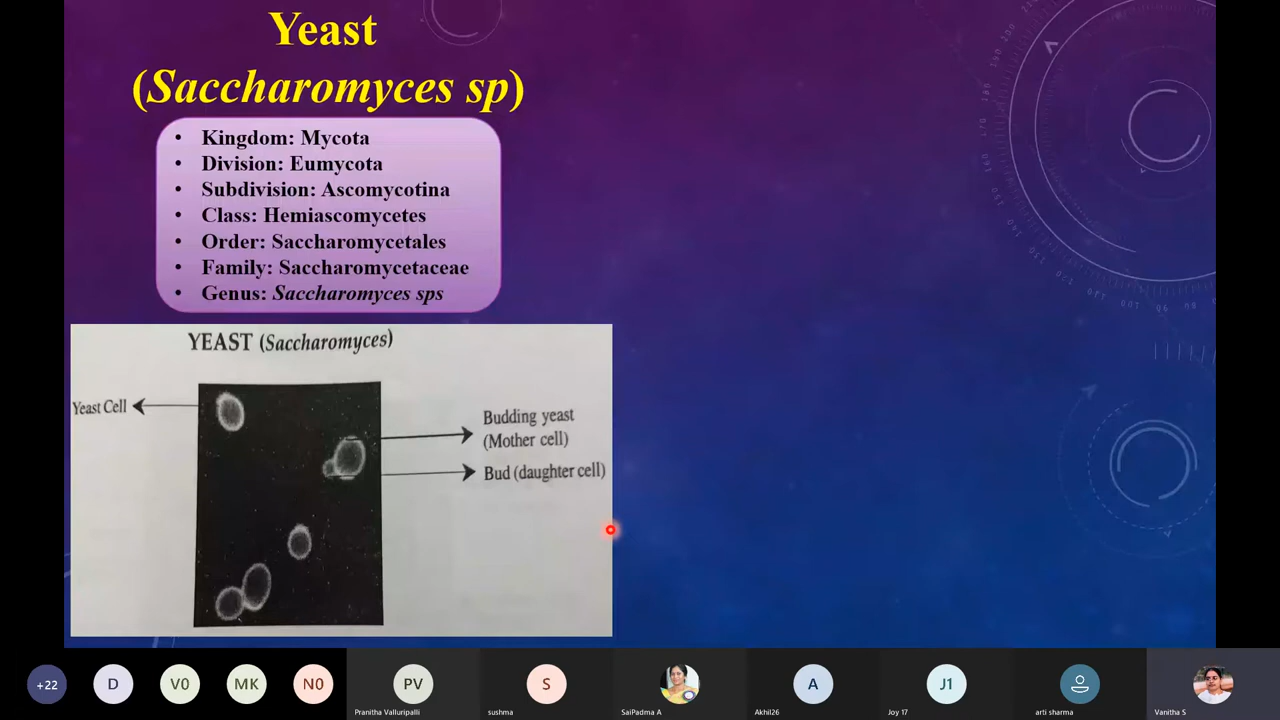 Yeast
(Saccharomyces sp)
• Kingdom: Mycota
• Division: Eumycota
• Subdivision: Ascomycotina
• Class: Hemiascomycetes
• Order: Saccharomycetales
• Family: Saccharomycetaceae
• Genus: Saccharomyces sps
YEAST (Saccharomyces)
Yeast Cell
Budding yeast
(Mother cell)
Bud (daughter cell)
+22
D
V0
MK
N0
PV
S
A
J1
Pranitha Valluripalli
sushma
SaiPadma A
Akhil26
Joy 17
arti sharma
Vanitha S